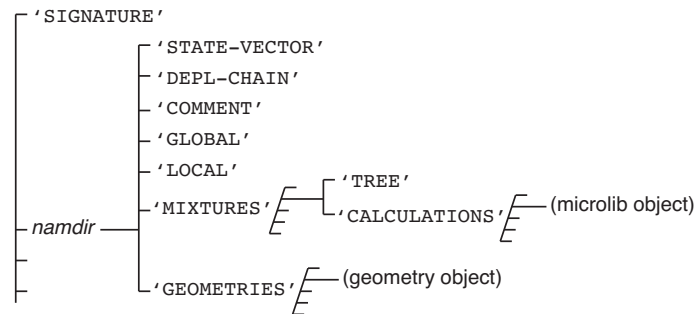 ‘SIGNATURE’
‘STATE-VECTOR’
‘DEPL-CHAIN’
‘COMMENT’
‘GLOBAL’
‘LOCAL’
‘TREE’
‘MIXTURES’
‘CALCULATIONS’ (microlib object)
namdir
‘GEOMETRIES’ (geometry object)